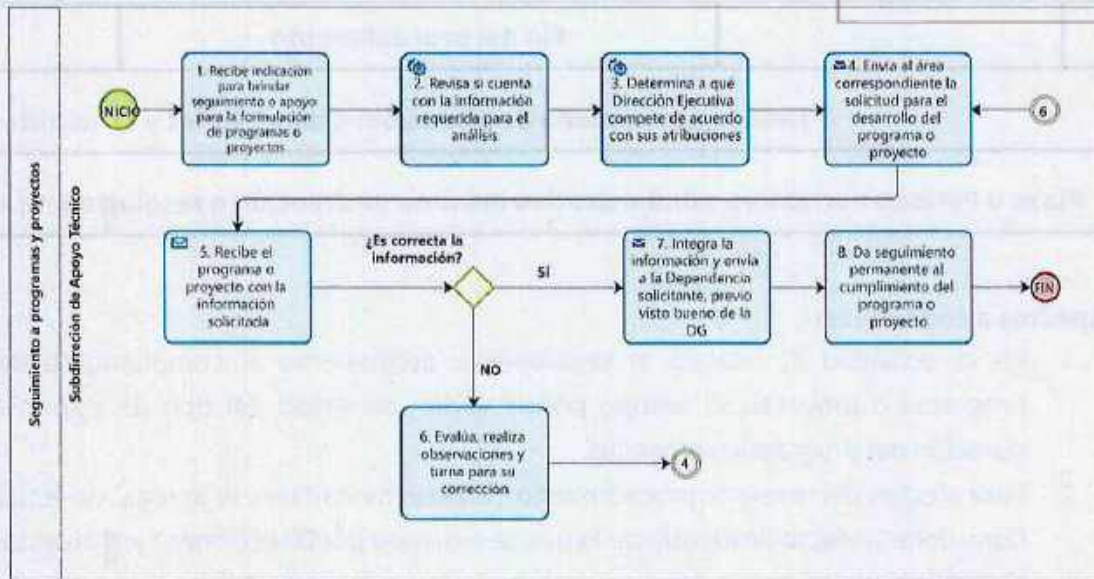 Seguimiento a programas y proyectos
Subdirección de Apoyo Técnico
INICIO
1. Recibe indicación
para brindar
seguimiento o apoyo
para la formulación
de programas o
proyectos
2. Revisa si cuenta
con la información
requerida para el
análisis
3. Determina a que
Dirección Ejecutiva
compete de acuerdo
con sus atribuciones
4. Envía al área
correspondiente la
solicitud para el
desarrollo del
programa o
proyecto
6
5. Recibe el
programa o
proyecto con la
información
solicitada
¿Es correcta la
información?
SÍ
7. Integra la
información y envía
a la Dependencia
solicitante, previo
visto bueno de la
DG
8. Da seguimiento
permanente al
cumplimiento del
programa o
proyecto
FIN
NO
6. Evalúa, realiza
observaciones y
turna para su
corrección
4